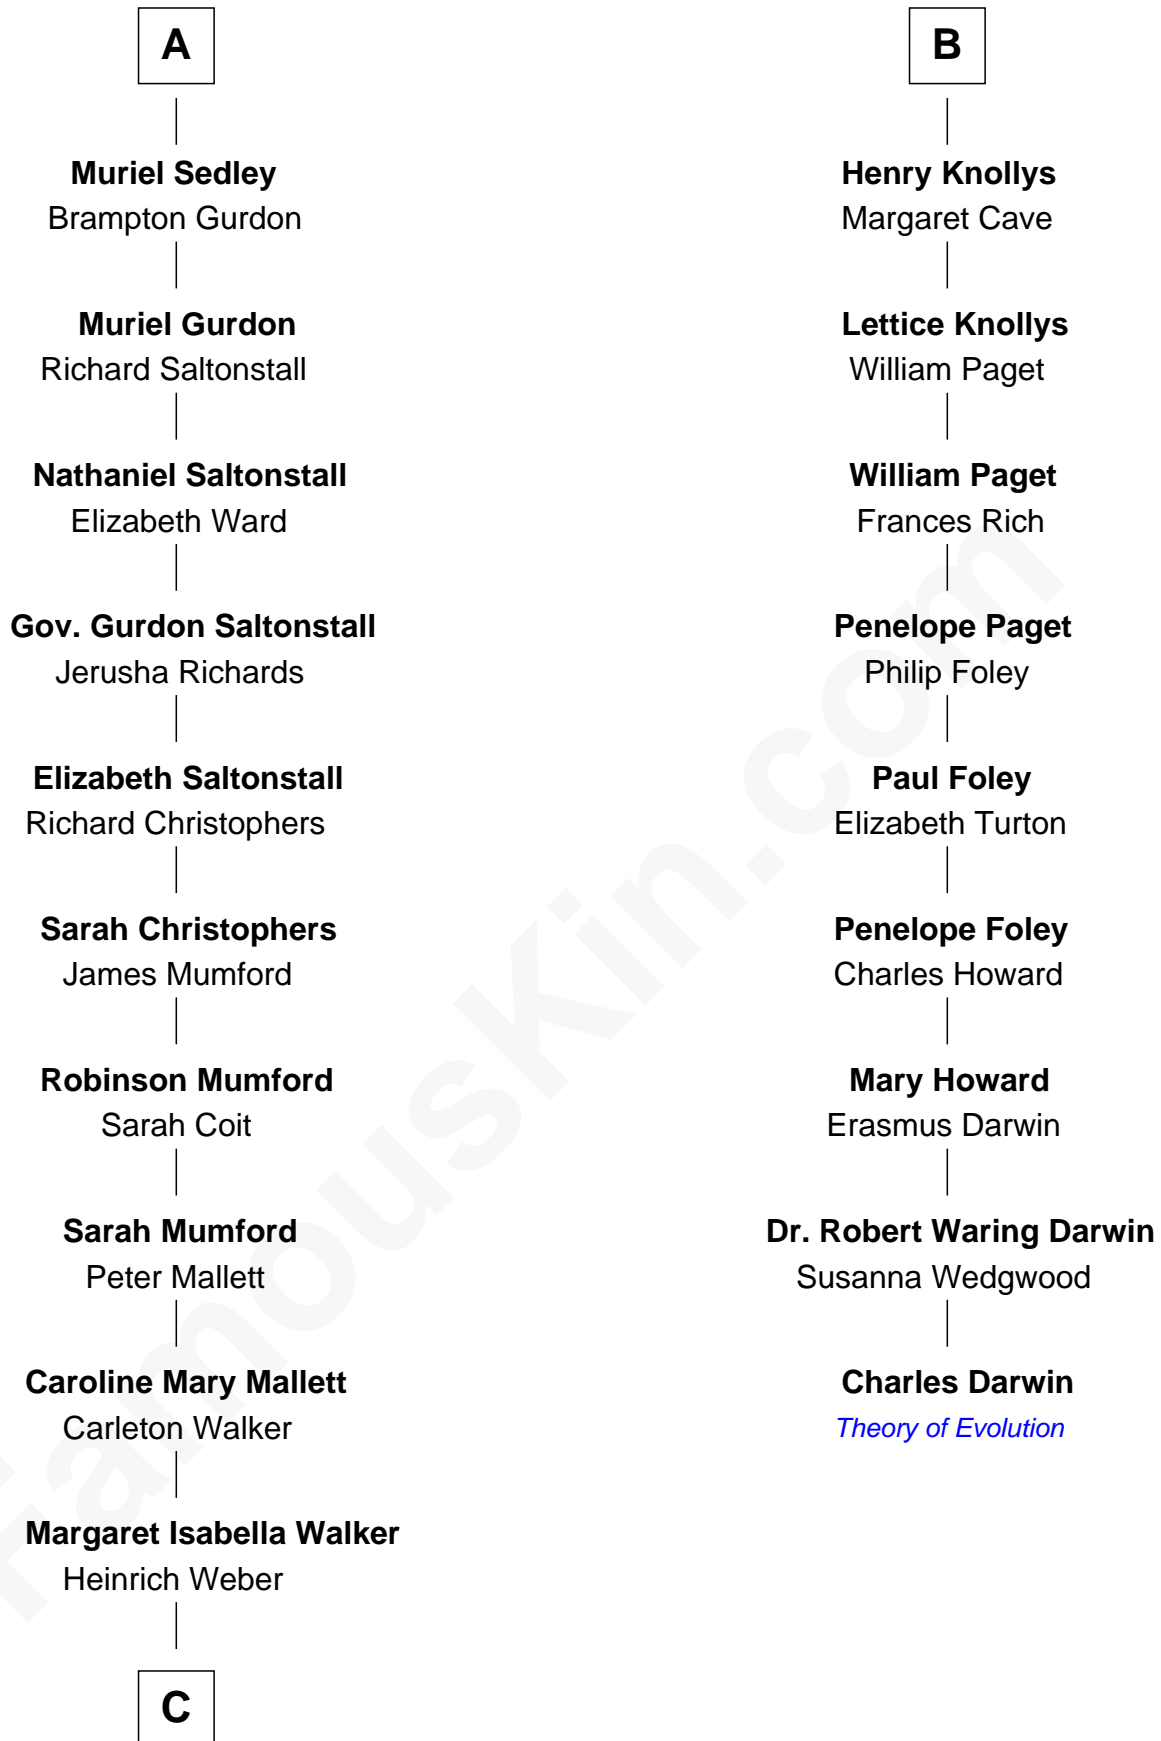 A
Muriel Sedley
Brampton Gurdon
Muriel Gurdon
Richard Saltonstall
Nathaniel Saltonstall
Elizabeth Ward
Gov. Gurdon Saltonstall
Jerusha Richards
Elizabeth Saltonstall
Richard Christophers
Sarah Christophers
James Mumford
Robinson Mumford
Sarah Coit
Sarah Mumford
Peter Mallett
Caroline Mary Mallett
Carleton Walker
Margaret Isabella Walker
Heinrich Weber
C
B
Henry Knollys
Margaret Cave
Lettice Knollys
William Paget
William Paget
Frances Rich
Penelope Paget
Philip Foley
Paul Foley
Elizabeth Turton
Penelope Foley
Charles Howard
Mary Howard
Erasmus Darwin
Dr. Robert Waring Darwin
Susanna Wedgwood
Charles Darwin
Theory of Evolution
FamousKin.com